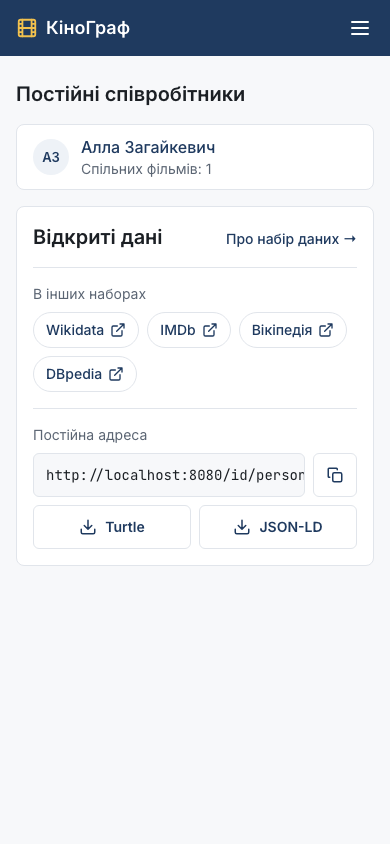 КіноГраф
Постійні співробітники
АЗ
Алла Загайкевич
Спільних фільмів: 1
Відкриті дані
Про набір даних →
В інших наборах
Wikidata
IMDb
Вікіпедія
DBpedia
Постійна адреса
http://localhost:8080/id/person
Turtle
JSON-LD